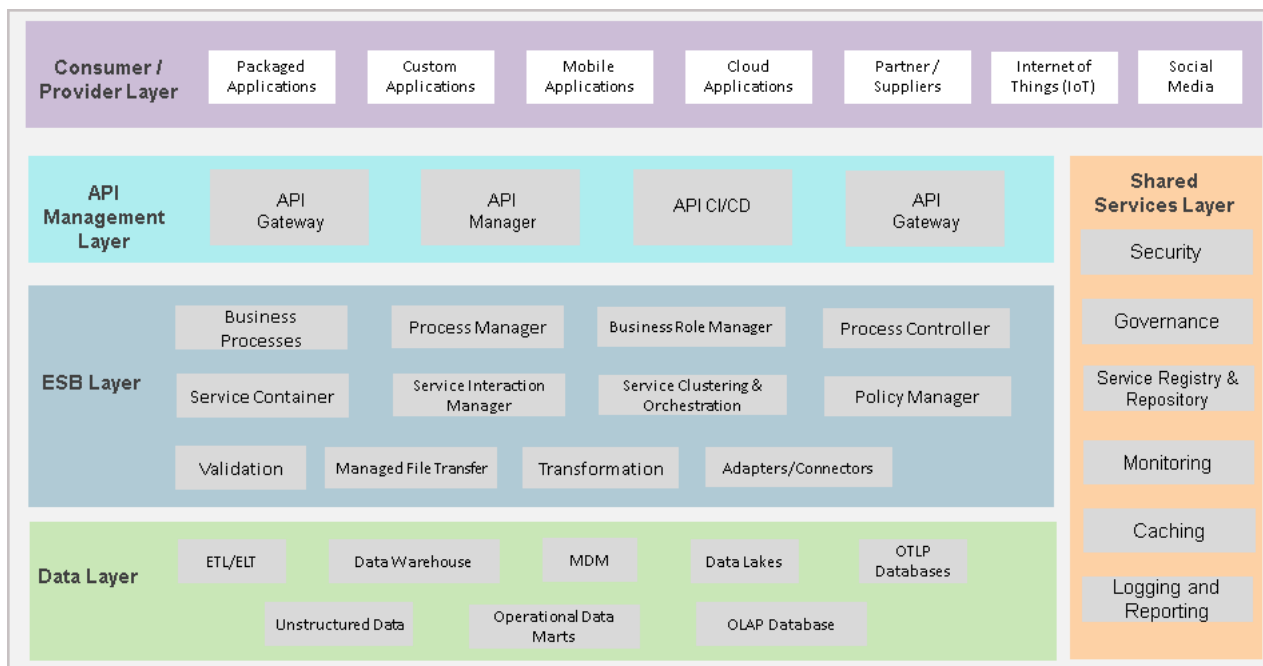 Consumer /
Provider Layer
Packaged
Applications
Custom
Applications
Mobile
Applications
Cloud
Applications
Partner /
Suppliers
Internet of
Things (IoT)
Social
Media
API
Management
Layer
API
Gateway
API
Manager
API CI/CD
API
Gateway
Shared
Services Layer
Security
Governance
Service Registry &
Repository
Monitoring
Caching
Logging and
Reporting
ESB Layer
Business
Processes
Process Manager
Business Role Manager
Process Controller
Service Container
Service Interaction
Manager
Service Clustering &
Orchestration
Policy Manager
Validation
Managed File Transfer
Transformation
Adapters/Connectors
Data Layer
ETL/ELT
Data Warehouse
MDM
Data Lakes
OTLP
Databases
Unstructured Data
Operational Data
Marts
OLAP Database